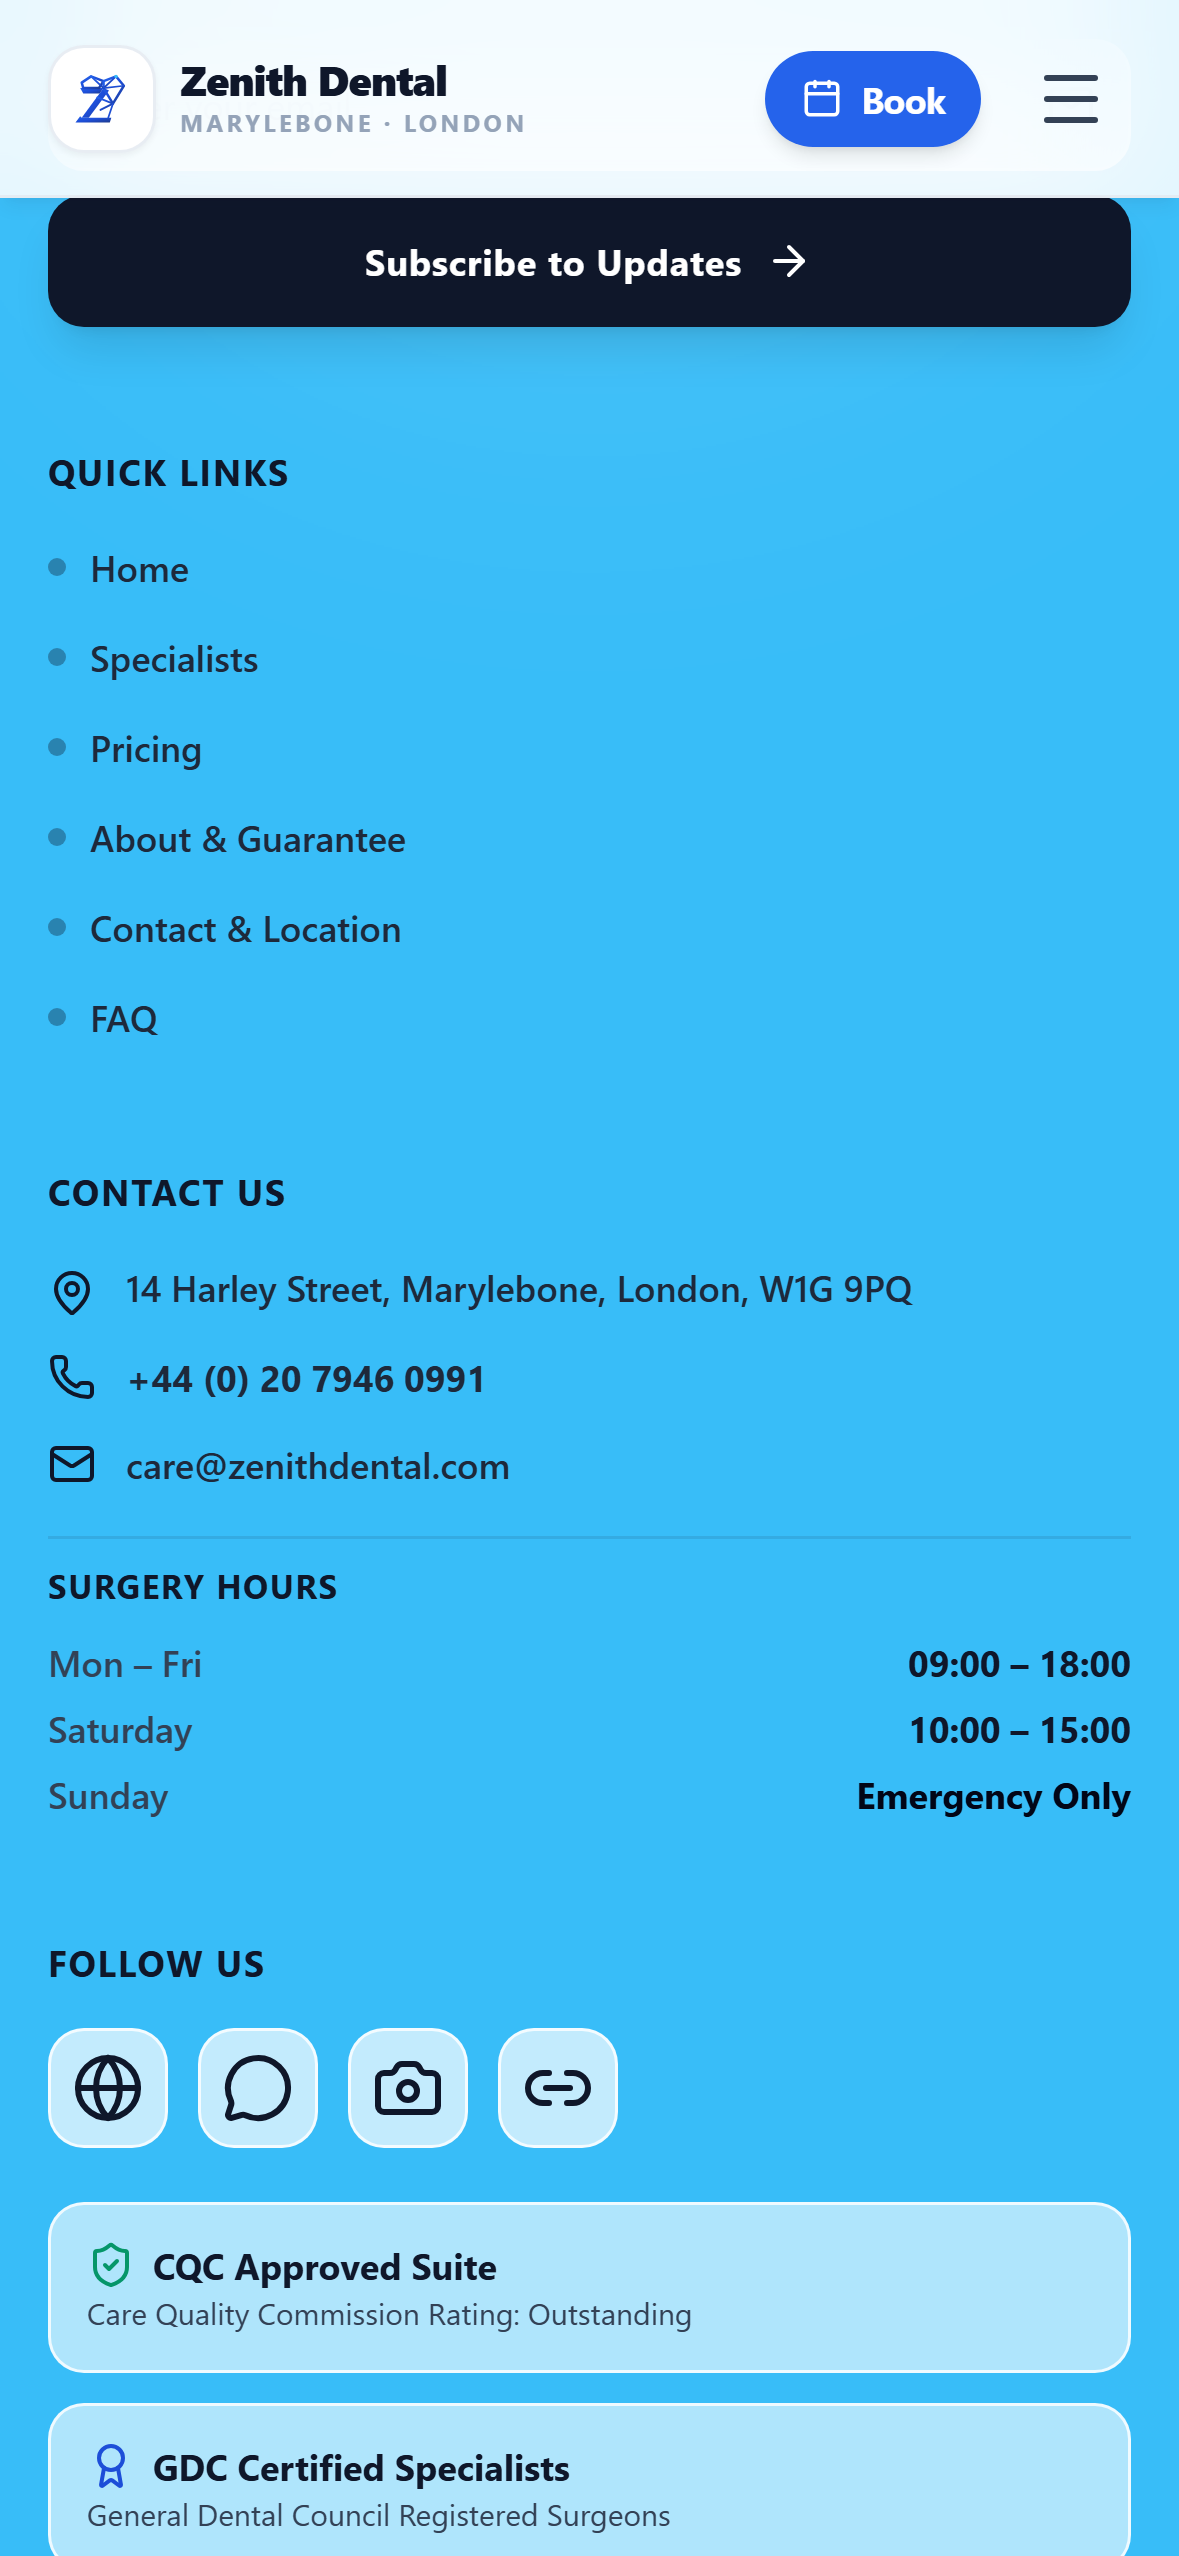 Zenith Dental
MARYLEBONE · LONDON
Book
Subscribe to Updates
QUICK LINKS
Home
Specialists
Pricing
About & Guarantee
Contact & Location
FAQ
CONTACT US
14 Harley Street, Marylebone, London, W1G 9PQ
+44 (0) 20 7946 0991
care@zenithdental.com
SURGERY HOURS
Mon – Fri 09:00 – 18:00
Saturday 10:00 – 15:00
Sunday Emergency Only
FOLLOW US
CQC Approved Suite
Care Quality Commission Rating: Outstanding
GDC Certified Specialists
General Dental Council Registered Surgeons